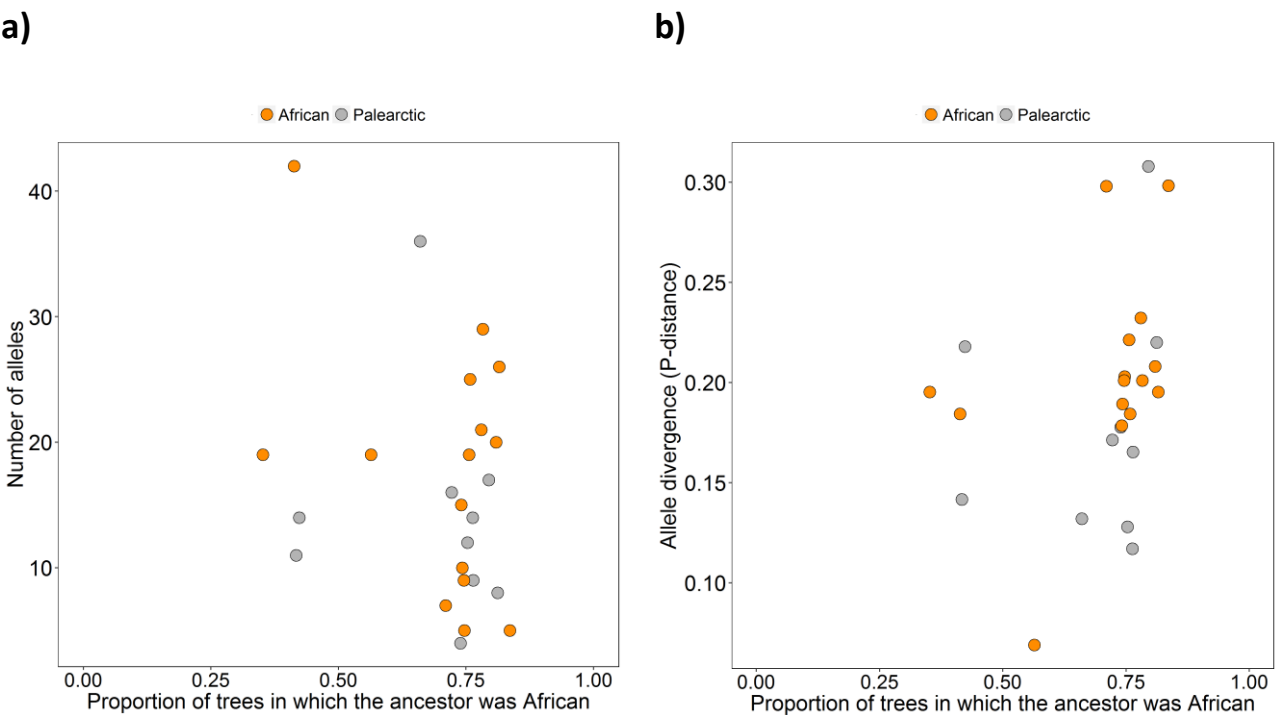 a)
African Palearctic
Number of alleles
40
30
20
10
0.00 0.25 0.50 0.75 1.00
Proportion of trees in which the ancestor was African
b)
African Palearctic
Allele divergence (P-distance)
0.30
0.25
0.20
0.15
0.10
0.00 0.25 0.50 0.75 1.00
Proportion of trees in which the ancestor was African